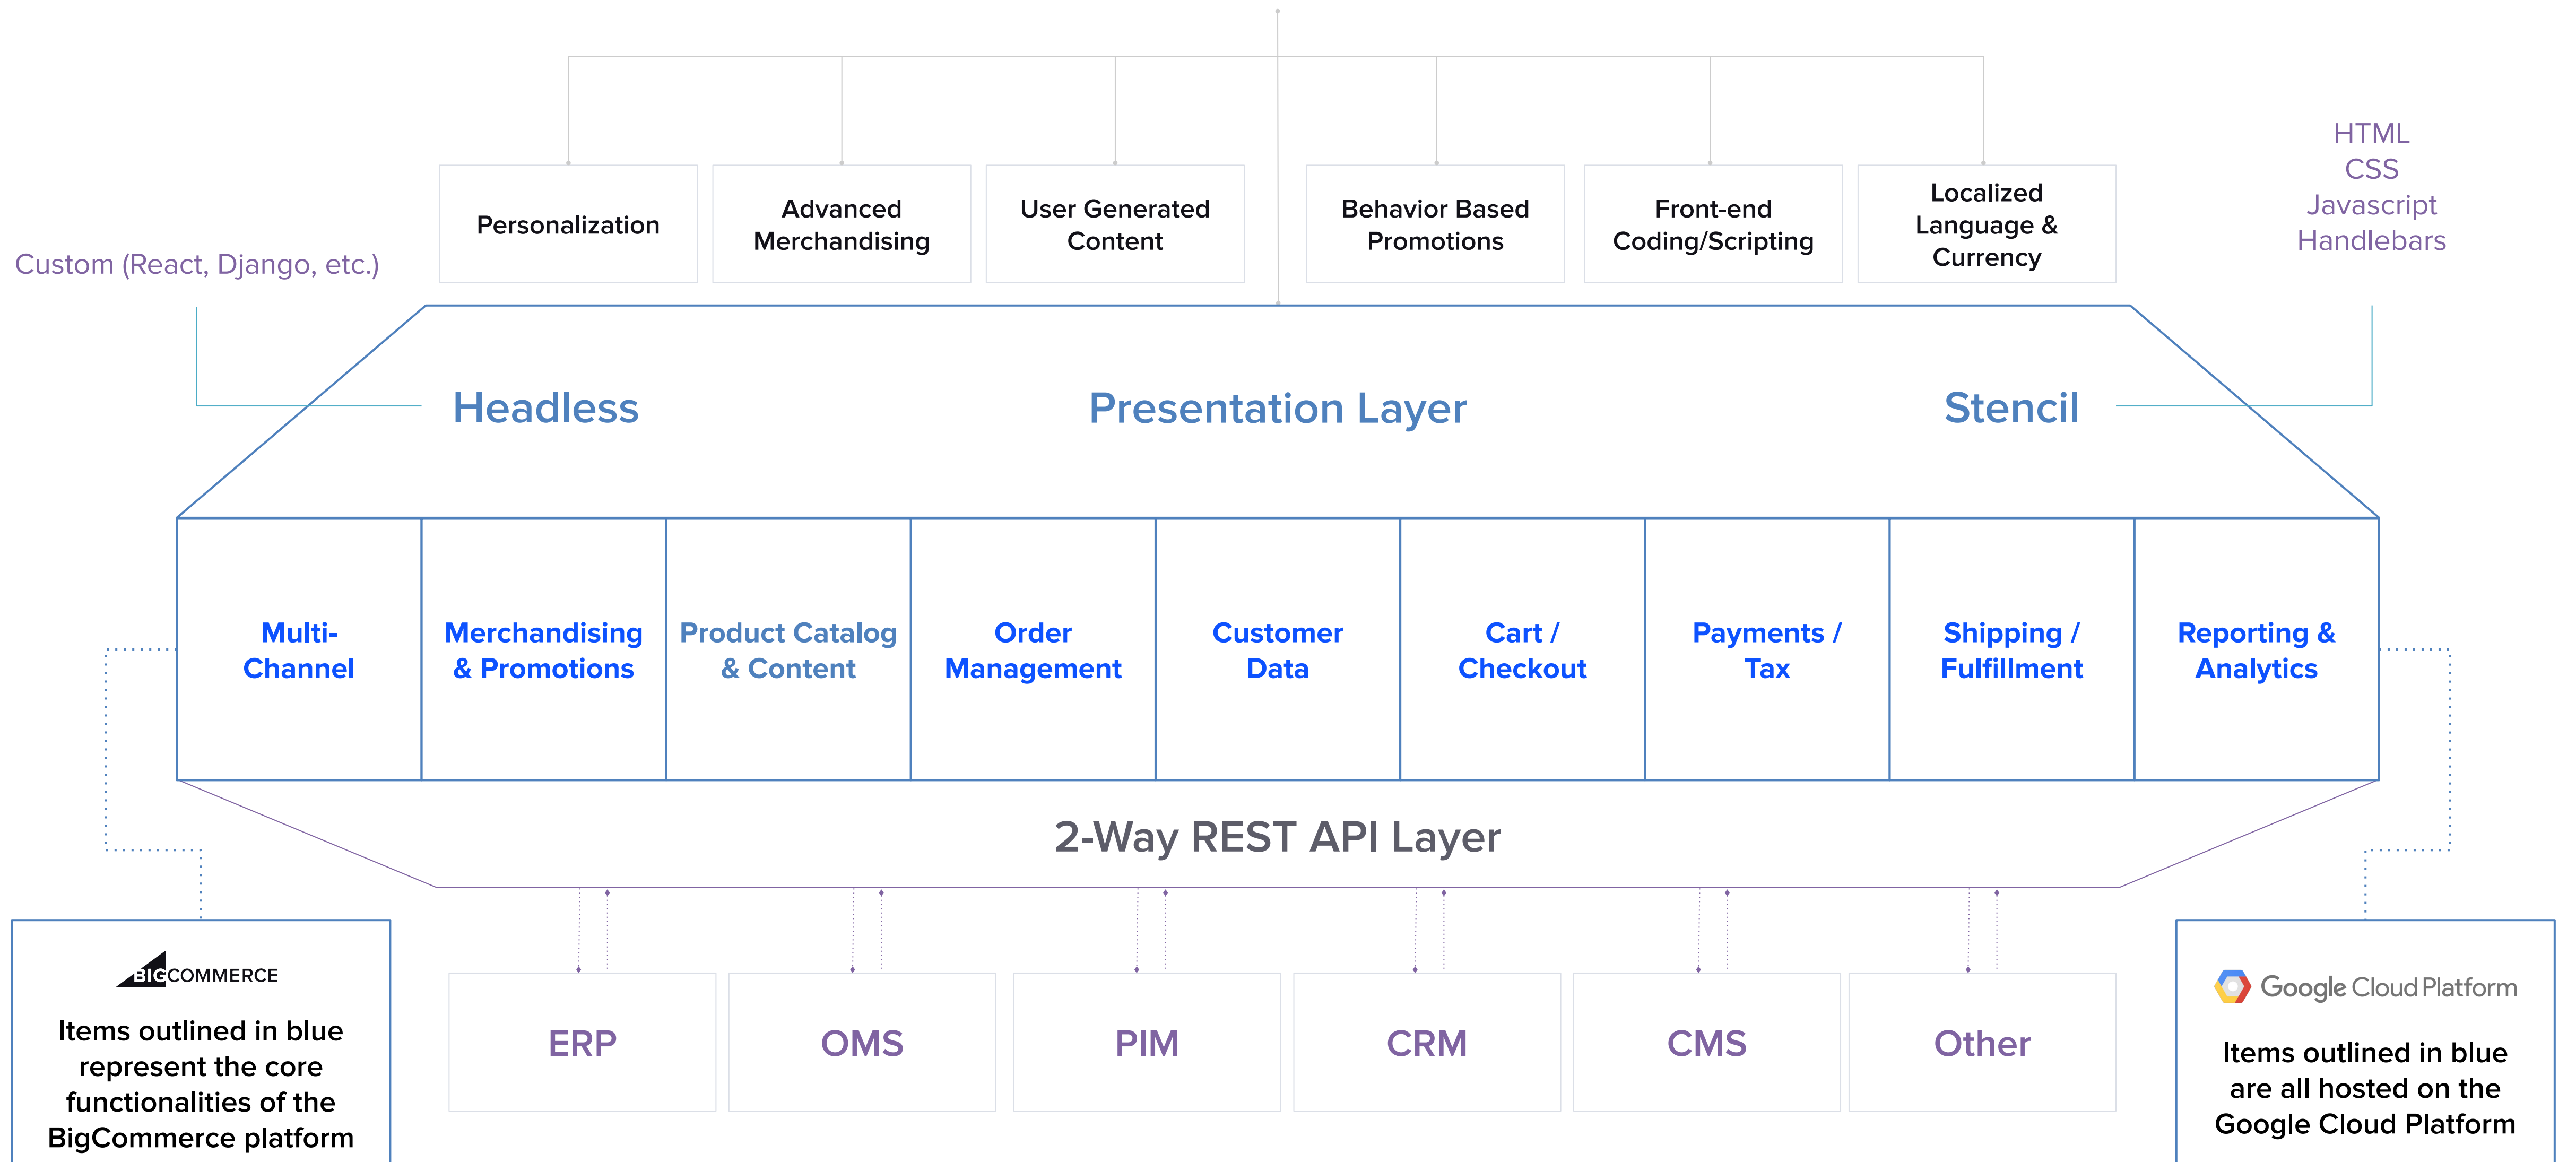 Personalization
Advanced
Merchandising
User Generated
Content
Behavior Based
Promotions
Front-end
Coding/Scripting
Localized
Language &
Currency
HTML
CSS
Javascript
Handlebars
Custom (React, Django, etc.)
Headless
Presentation Layer
Stencil
Multi-
Channel
Merchandising
& Promotions
Product Catalog
& Content
Order
Management
Customer
Data
Cart /
Checkout
Payments /
Tax
Shipping /
Fulfillment
Reporting &
Analytics
2-Way REST API Layer
BIGCOMMERCE
Items outlined in blue
represent the core
functionalities of the
BigCommerce platform
ERP
OMS
PIM
CRM
CMS
Other
Google Cloud Platform
Items outlined in blue
are all hosted on the
Google Cloud Platform